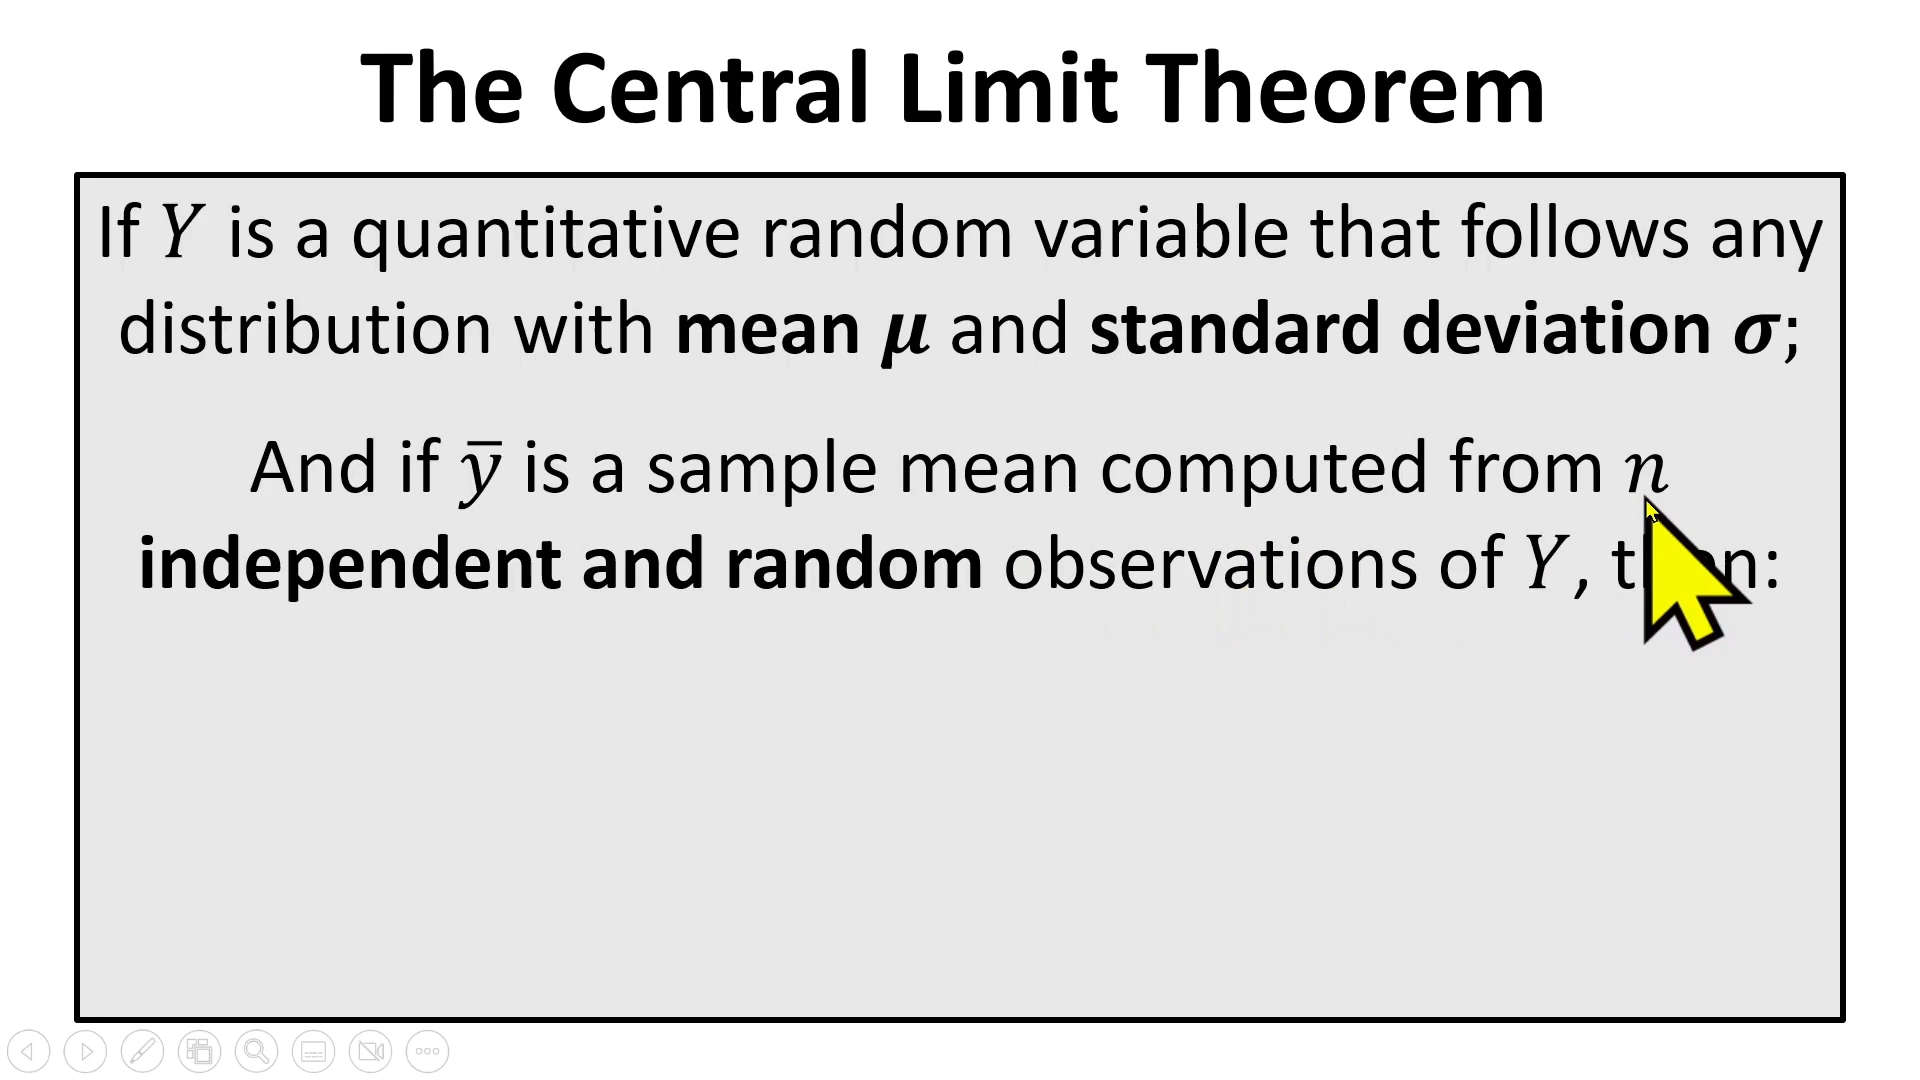 The Central Limit Theorem
If Y is a quantitative random variable that follows any
distribution with mean μ and standard deviation σ;
And if ȳ is a sample mean computed from n
independent and random observations of Y,